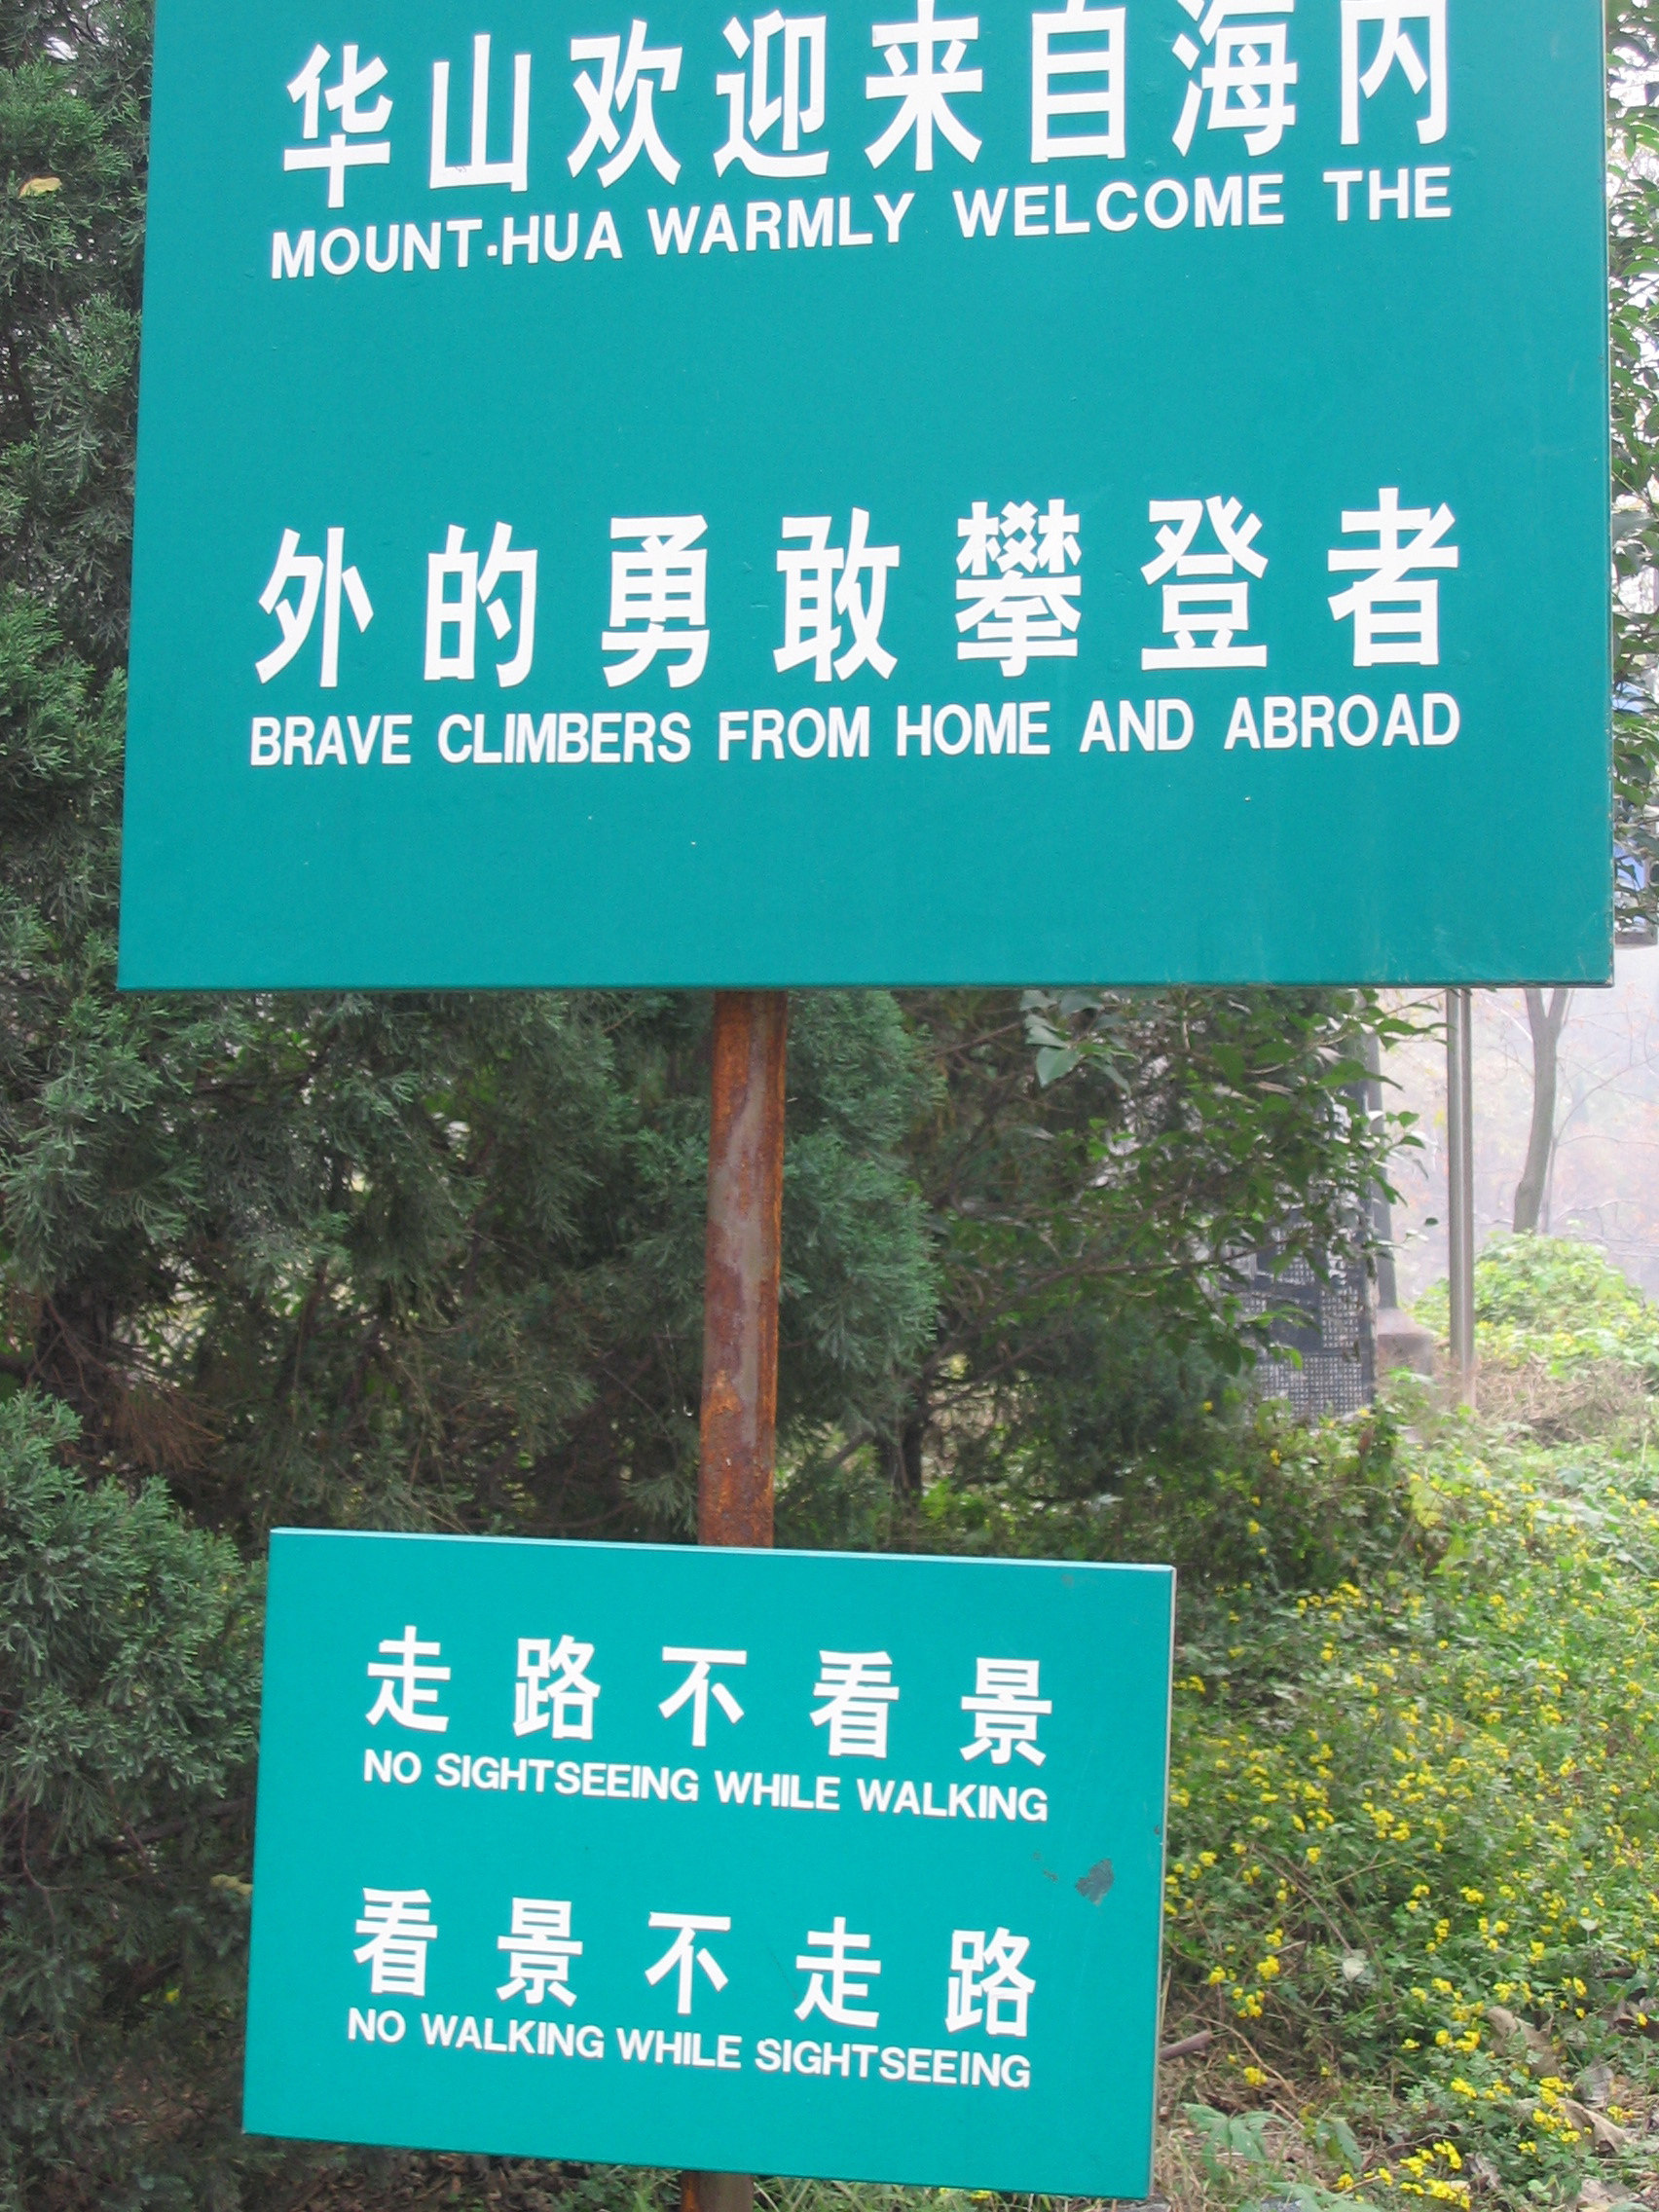 华山欢迎来自海内
MOUNT·HUA WARMLY WELCOME THE
外的勇敢攀登者
BRAVE CLIMBERS FROM HOME AND ABROAD
走路不看景
NO SIGHTSEEING WHILE WALKING
看景不走路
NO WALKING WHILE SIGHTSEEING